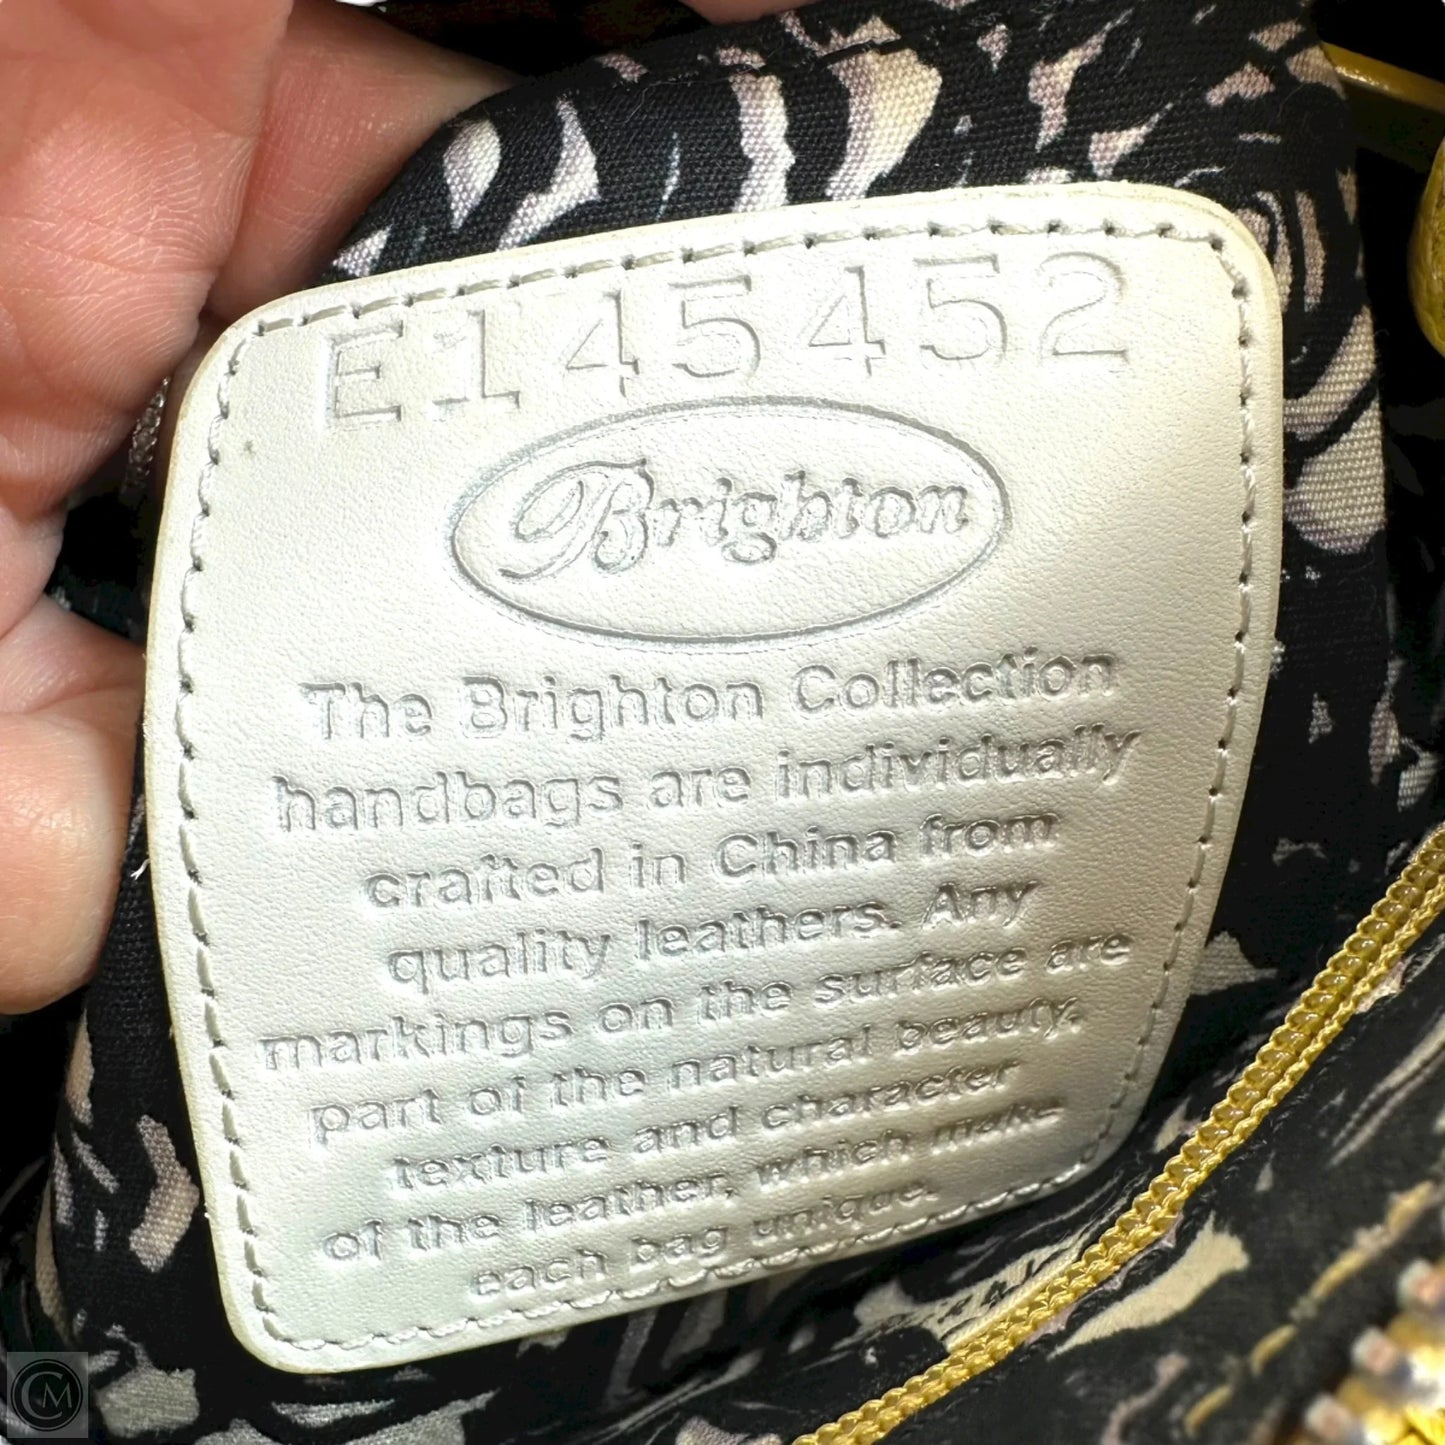 E145452
Brighton
The Brighton Collection
handbags are individually
crafted in China from
quality leathers. Any
markings on the surface are
part of the natural beauty,
texture and character
of the leather, which make
each bag unique.
CM